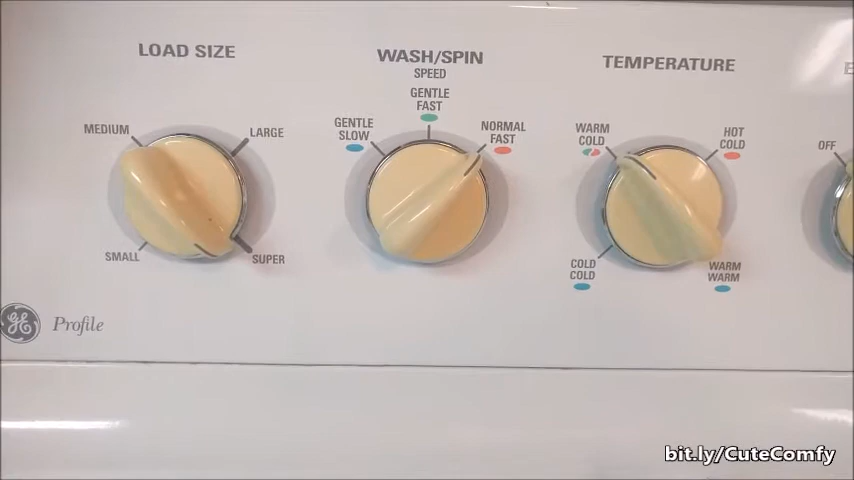 LOAD SIZE
MEDIUM
LARGE
SMALL
SUPER
WASH/SPIN
SPEED
GENTLE
FAST
GENTLE
SLOW
NORMAL
FAST
TEMPERATURE
WARM
COLD
HOT
COLD
COLD
COLD
WARM
WARM
OFF
GE Profile
bit.ly/CuteComfy